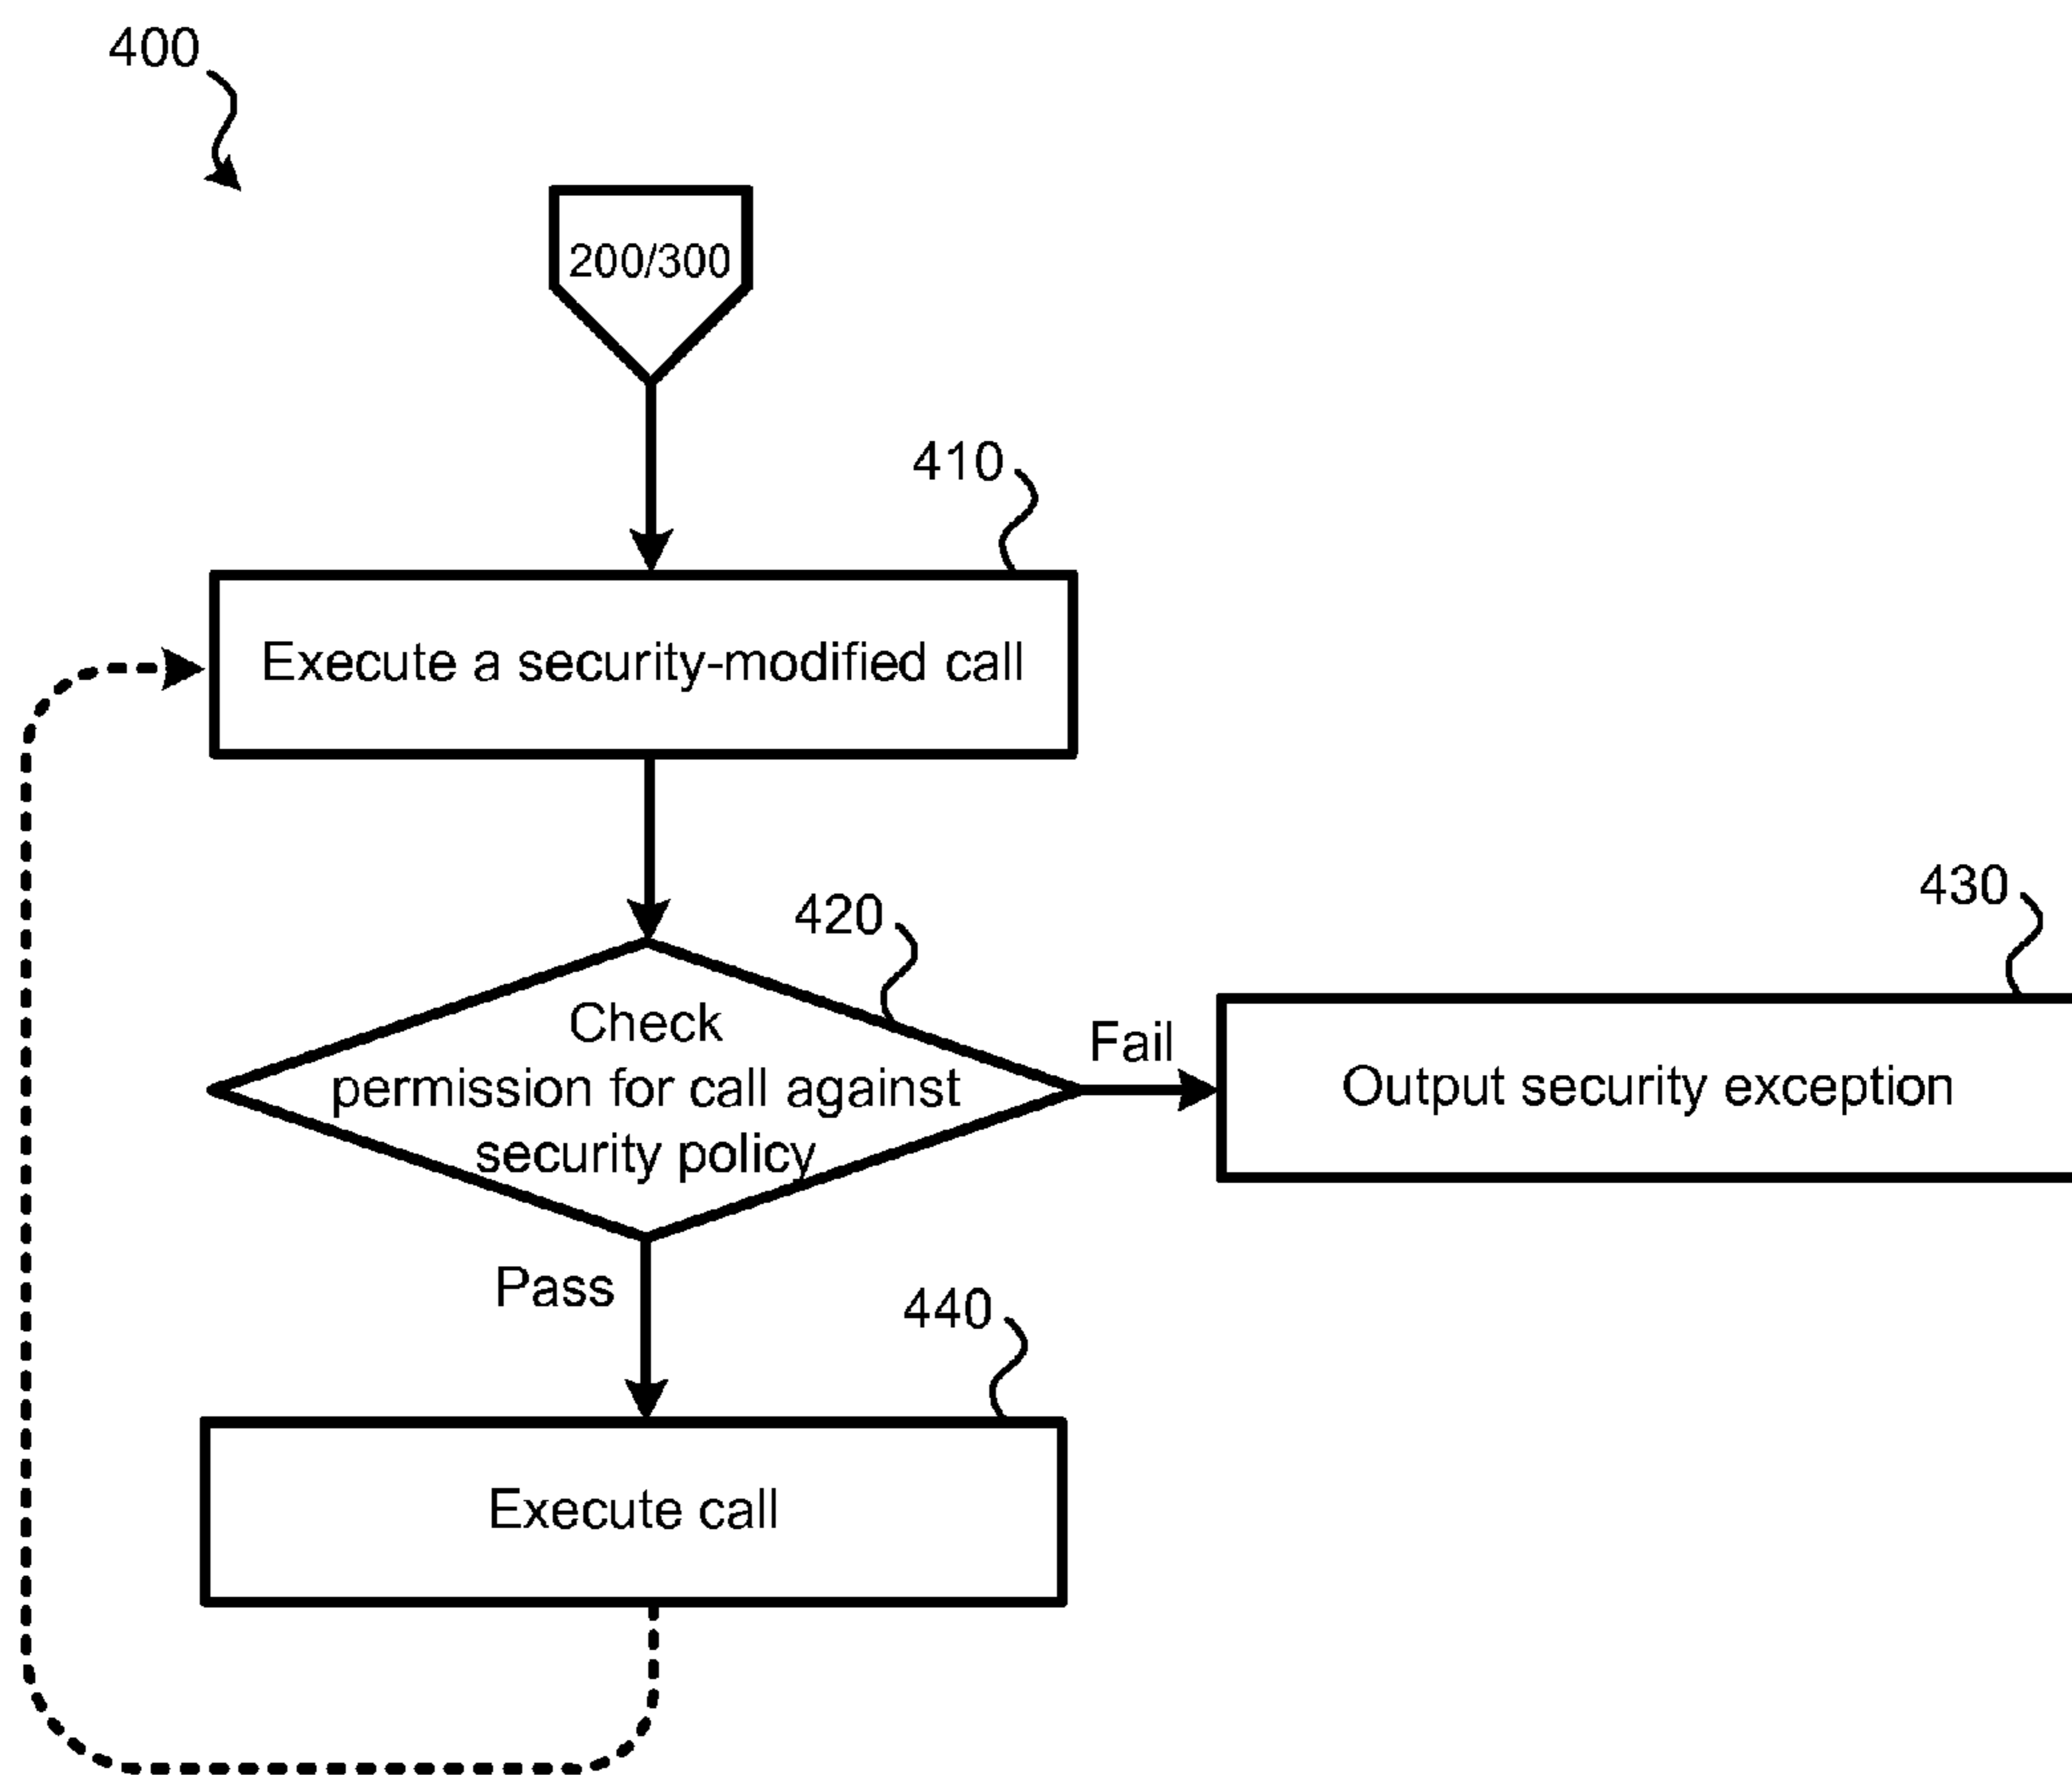 400
200/300
410
Execute a security-modified call
420
430
Check
permission for call against
security policy
Fail
Output security exception
Pass
440
Execute call